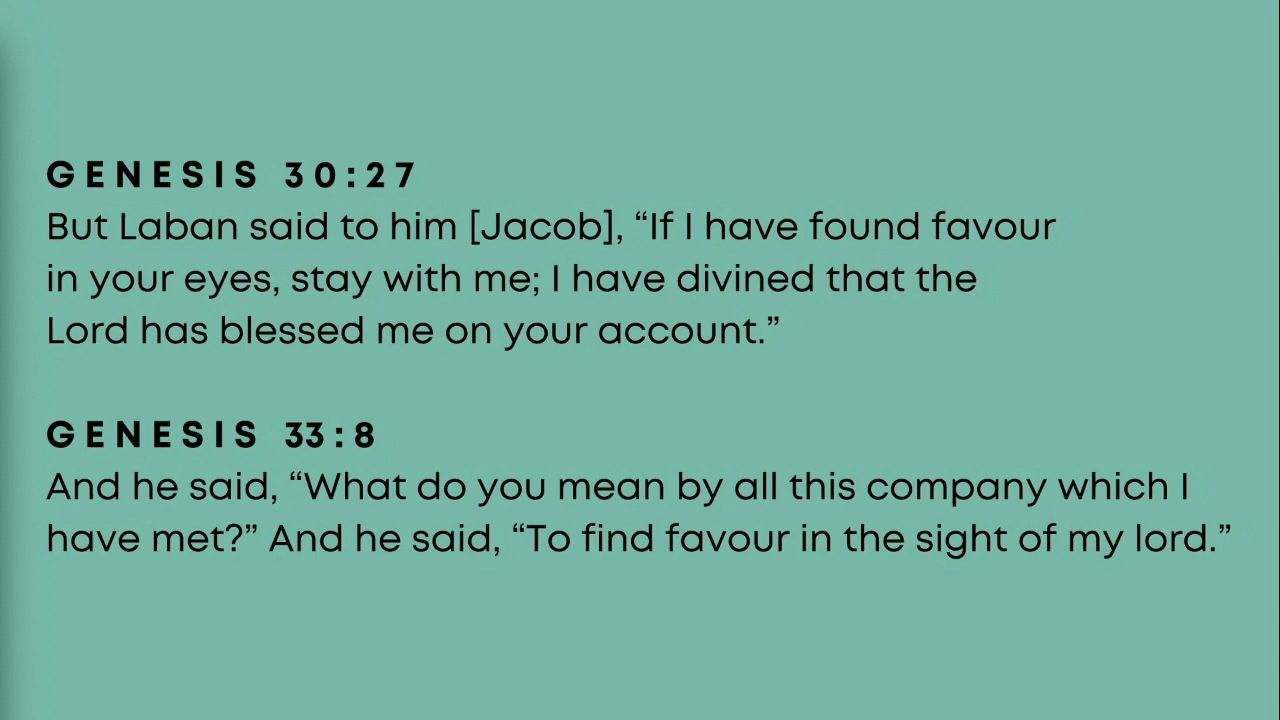 GENESIS 30:27
But Laban said to him [Jacob], “If I have found favour
in your eyes, stay with me; I have divined that the
Lord has blessed me on your account.”
GENESIS 33:8
And he said, “What do you mean by all this company which I
have met?” And he said, “To find favour in the sight of my lord.”